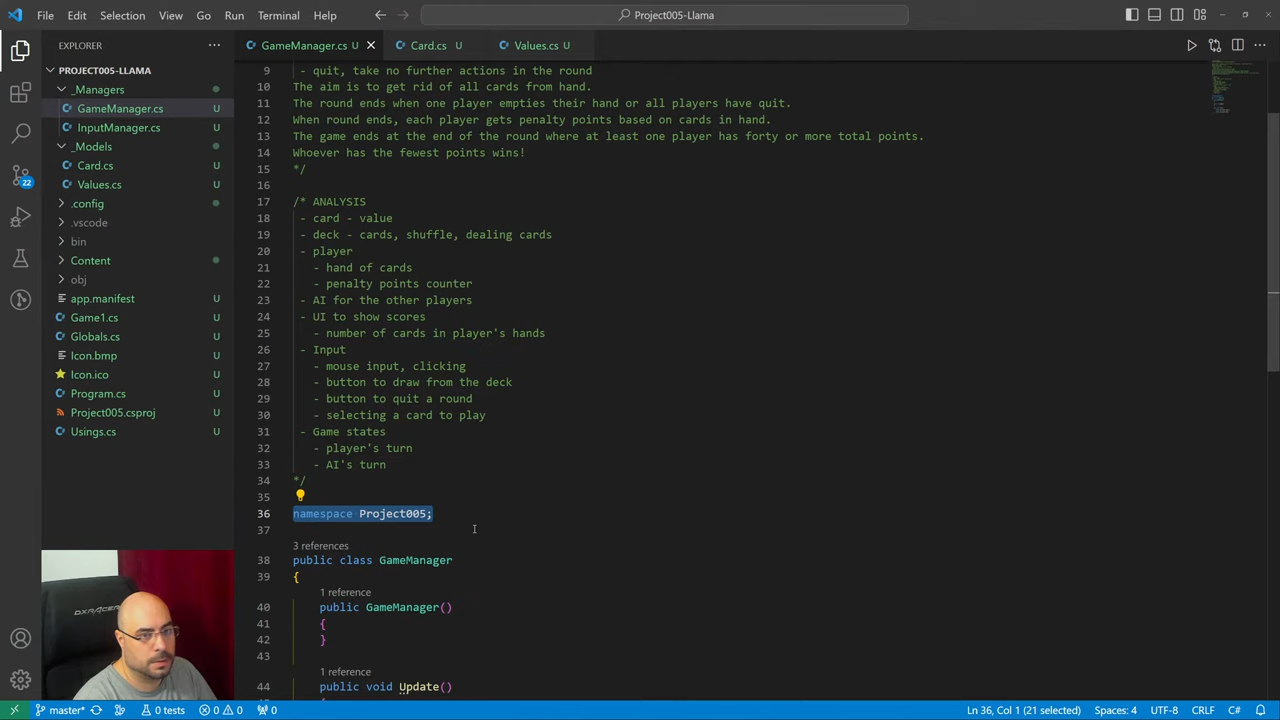 File Edit Selection View Go Run Terminal Help
Project005-Llama
EXPLORER
GameManager.cs U
Card.cs U
Values.cs U
PROJECT005-LLAMA
_Managers
GameManager.cs U
InputManager.cs U
_Models
Card.cs U
Values.cs U
.config
.vscode
bin
Content
obj
app.manifest U
Game1.cs U
Globals.cs U
Icon.bmp U
Icon.ico U
Program.cs U
Project005.csproj U
Usings.cs U
22
9 - quit, take no further actions in the round
10 The aim is to get rid of all cards from hand.
11 The round ends when one player empties their hand or all players have quit.
12 When round ends, each player gets penalty points based on cards in hand.
13 The game ends at the end of the round where at least one player has forty or more total points.
14 Whoever has the fewest points wins!
15 */
16
17 /* ANALYSIS
18 - card - value
19 - deck - cards, shuffle, dealing cards
20 - player
21 - hand of cards
22 - penalty points counter
23 - AI for the other players
24 - UI to show scores
25 - number of cards in player's hands
26 - Input
27 - mouse input, clicking
28 - button to draw from the deck
29 - button to quit a round
30 - selecting a card to play
31 - Game states
32 - player's turn
33 - AI's turn
34 */
35
36 namespace Project005;
37
3 references
38 public class GameManager
39 {
1 reference
40 public GameManager()
41 {
42 }
43
1 reference
44 public void Update()
DXRACER
master* 0 tests 0 0 0
Ln 36, Col 1 (21 selected) Spaces: 4 UTF-8 CRLF C#